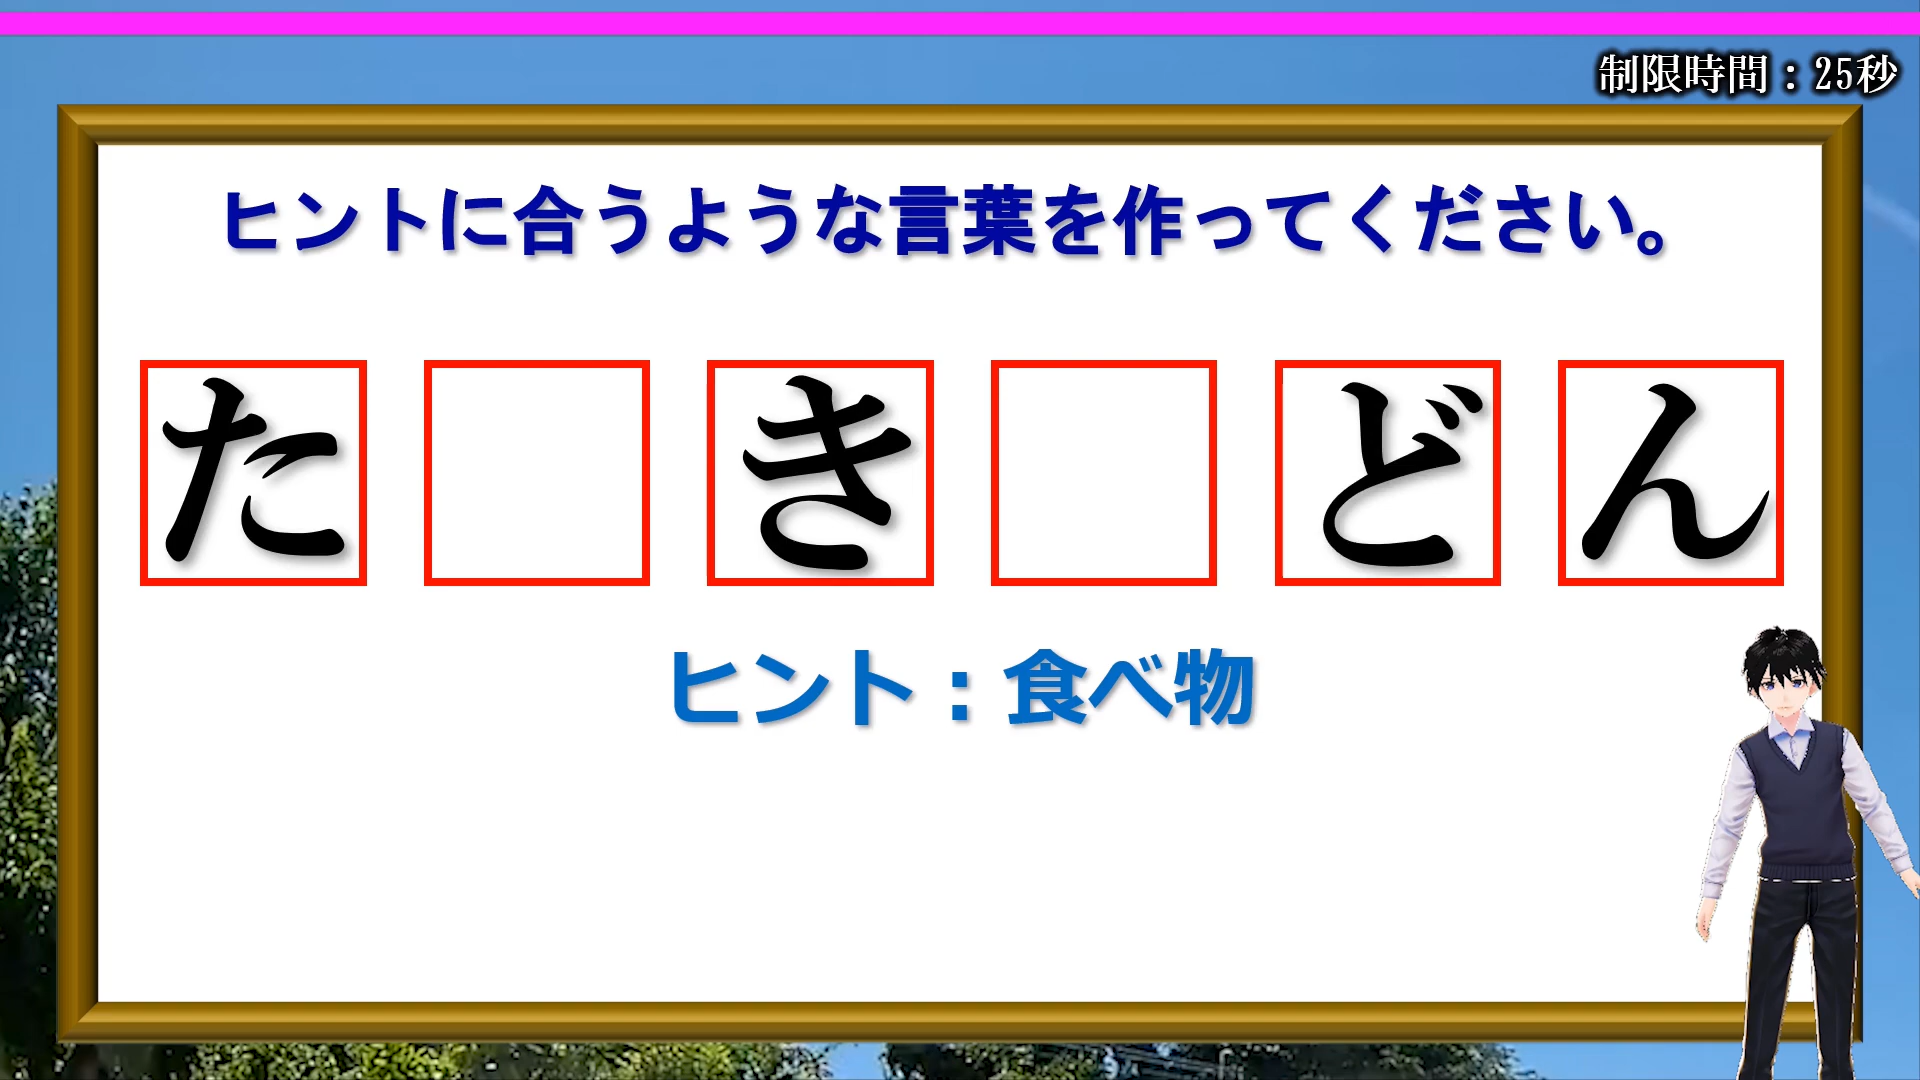 制限時間：25秒
ヒントに合うような言葉を作ってください。
た き どん
ヒント：食べ物